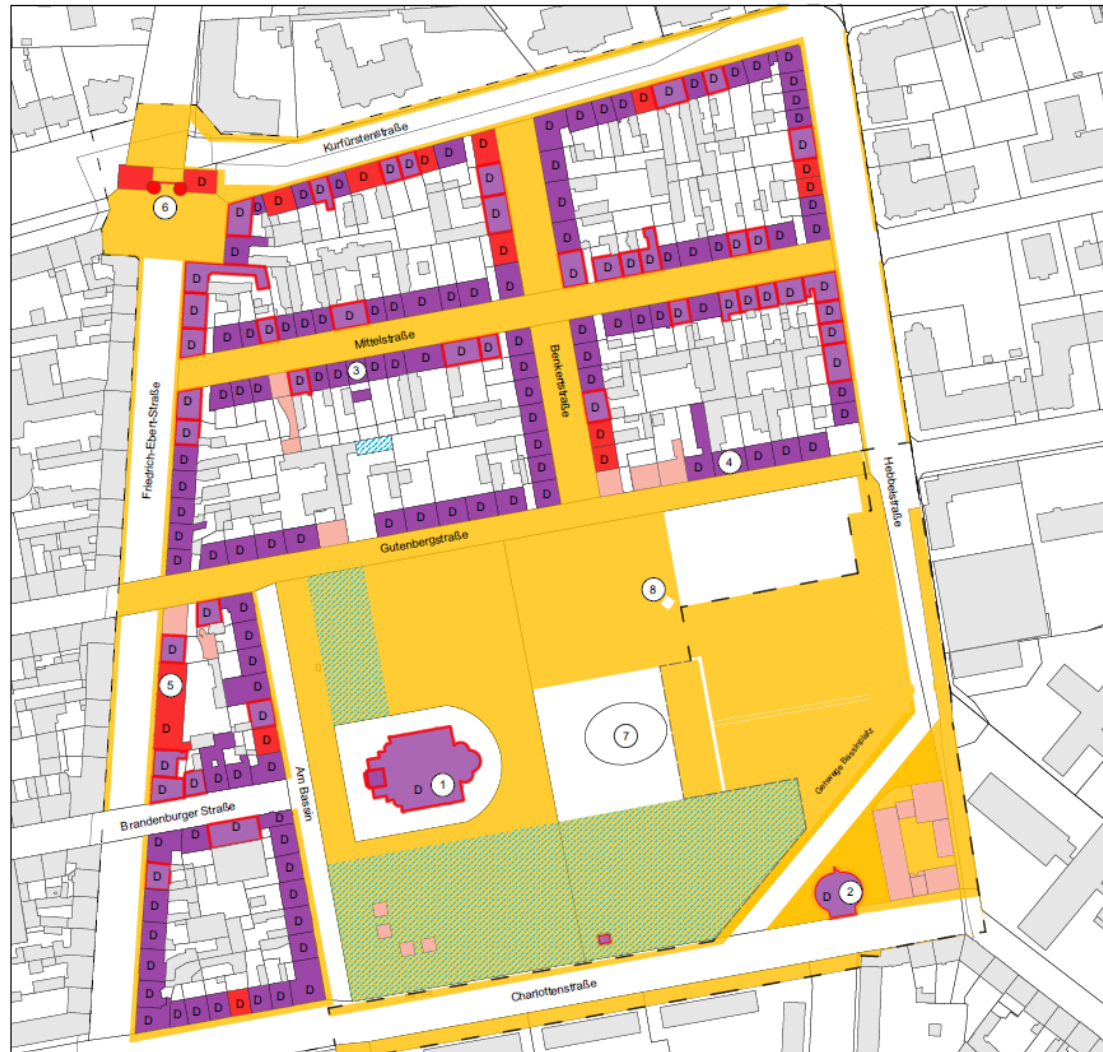 Kurfürstenstraße
D D D D D D D D D D D
D D D D D D D D
D D D D D D D D D D D D
D
6
D D D D D
D D D D D D D D D
D D D D D D D D D D D D
Mittelstraße
D D D D D D D D D D
3
D D D D D D D D D D
Benkertstraße
Friedrich-Ebert-Straße
D D D D D D D
4
Hebbelstraße
D D D D D D D D D D
Gutenbergstraße
8
D D D D
D
5
D
7
D
1
Gehwege Bassinplatz
D D D D D
Am Bassin
Brandenburger Straße
D D D
D
2
D
D D D D D D D D
Charlottenstraße